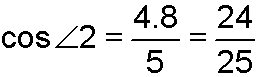 cos∠2 = 4.8/5 = 24/25